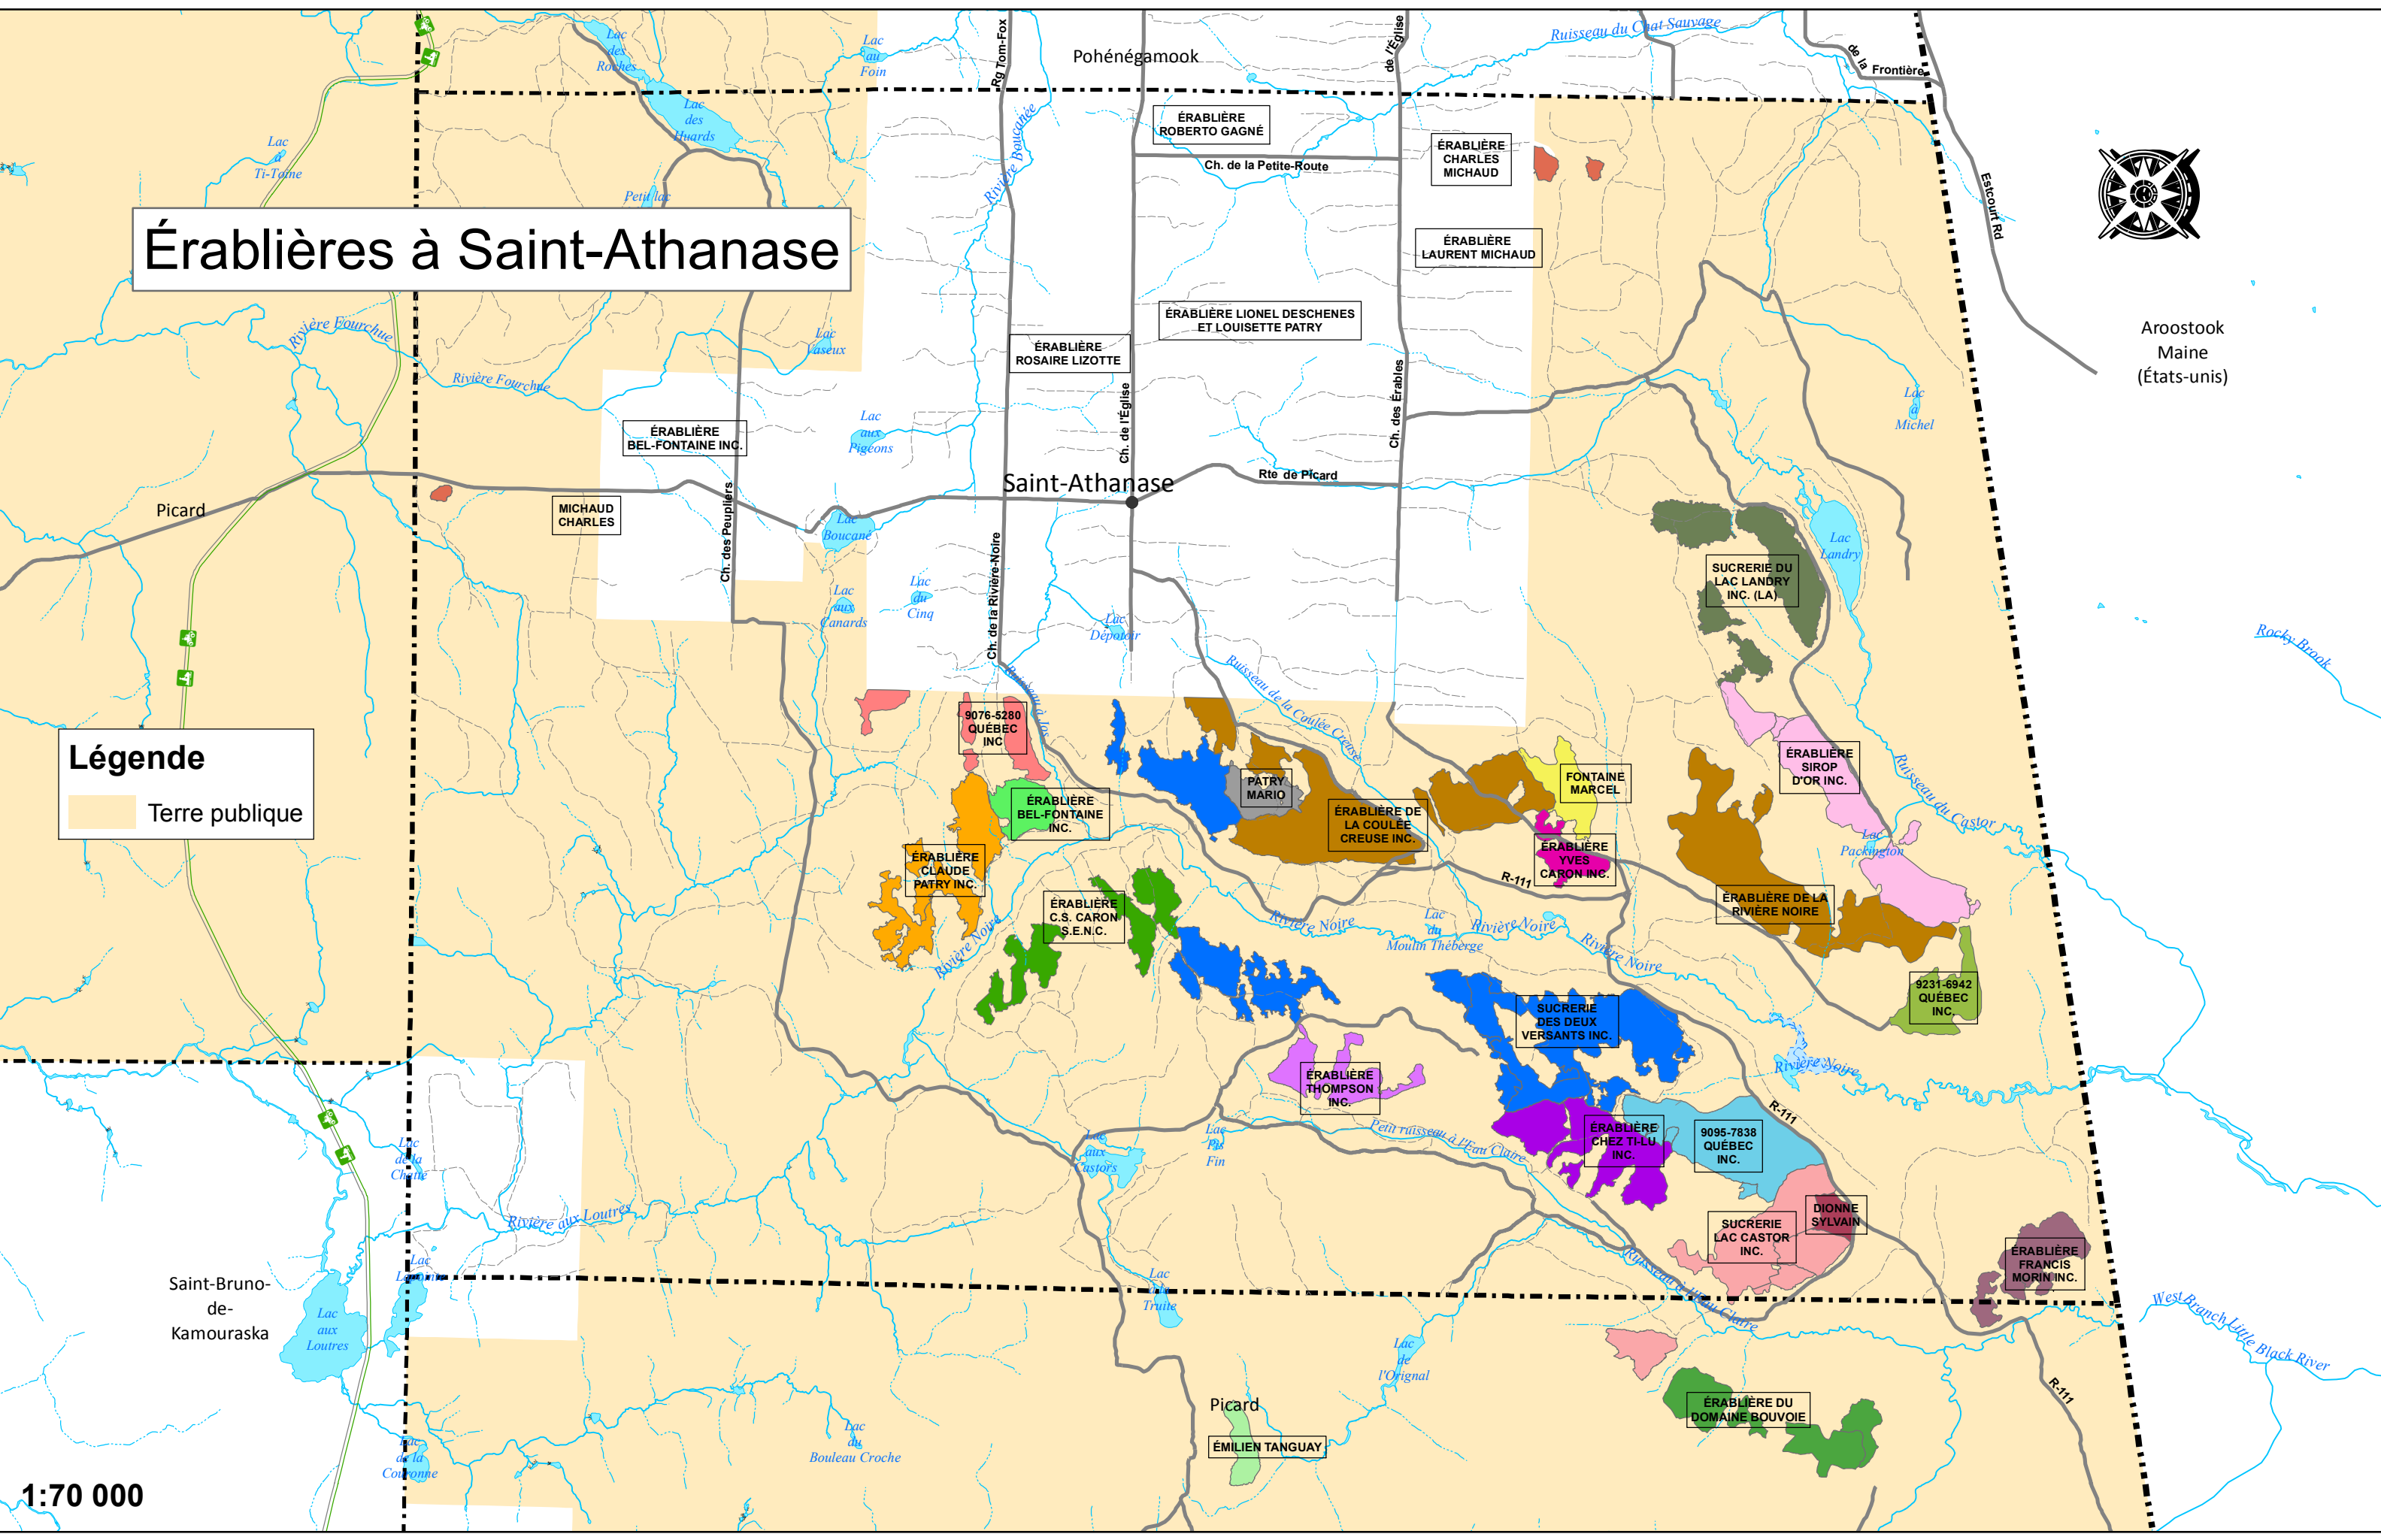 Ruisseau du Chat Sauvage
de l'Église
Rg Tom-Fox
Pohénégamook
Lac
des
Roches
Lac
au
Foin
de la
Frontière
Lac
des
Huards
Rivière Boucanée
ÉRABLIÈRE
ROBERTO GAGNÉ
Ch. de la Petite-Route
ÉRABLIÈRE
CHARLES
MICHAUD
Lac
à
Ti-Toine
Petit lac
Estcourt Rd
Érablières à Saint-Athanase
ÉRABLIÈRE
LAURENT MICHAUD
ÉRABLIÈRE LIONEL DESCHENES
ET LOUISETTE PATRY
Rivière Fourchue
Lac
Vaseux
ÉRABLIÈRE
ROSAIRE LIZOTTE
Aroostook
Maine
(États-unis)
Rivière Fourchue
Ch. de l'Église
Ch. des Érables
Lac
à
Michel
ÉRABLIÈRE
BEL-FONTAINE INC.
Lac
aux
Pigeons
Saint-Athanase
Rte de Picard
Picard
MICHAUD
CHARLES
Ch. des Peupliers
Lac
Boucané
Lac
Landry
SUCRERIE DU
LAC LANDRY
INC. (LA)
Lac
aux
Canards
Lac
du
Cinq
Ch. de la Rivière-Noire
Lac
Dépotoir
Rocky Brook
Ruisseau à Jos
Ruisseau de la Coulée Creuse
9076-5280
QUÉBEC
INC
Légende
Terre publique
PATRY
MARIO
FONTAINE
MARCEL
ÉRABLIÈRE
SIROP
D'OR INC.
Ruisseau du Castor
ÉRABLIÈRE
BEL-FONTAINE
INC.
ÉRABLIÈRE DE
LA COULÉE
CREUSE INC.
ÉRABLIÈRE
YVES
CARON INC.
Lac
Packington
ÉRABLIÈRE
CLAUDE
PATRY INC.
R-111
ÉRABLIÈRE
C.S. CARON
S.E.N.C.
ÉRABLIÈRE DE LA
RIVIÈRE NOIRE
Rivière Noire
Rivière Noire
Lac
du
Moulin Théberge
Rivière Noire
Rivière Noire
9231-6942
QUÉBEC
INC.
SUCRERIE
DES DEUX
VERSANTS INC.
Rivière Noire
ÉRABLIÈRE
THOMPSON
INC.
R-111
Lac
de la
Chatte
Lac
aux
Castors
Lac
Pas
Fin
Petit ruisseau à l'Eau Claire
ÉRABLIÈRE
CHEZ TI-LU
INC.
9095-7838
QUÉBEC
INC.
Rivière aux Loutres
SUCRERIE
LAC CASTOR
INC.
DIONNE
SYLVAIN
ÉRABLIÈRE
FRANCIS
MORIN INC.
Lac
Saint-Bruno-
de-
Kamouraska
Lac
aux
Loutres
Lac
à la
Truite
Ruisseau à l'Eau Claire
West Branch Little Black River
Lac
de
l'Orignal
R-111
Picard
ÉRABLIÈRE DU
DOMAINE BOUVOIE
Lac
du
Bouleau Croche
ÉMILIEN TANGUAY
Lac
de la
Couronne
1:70 000